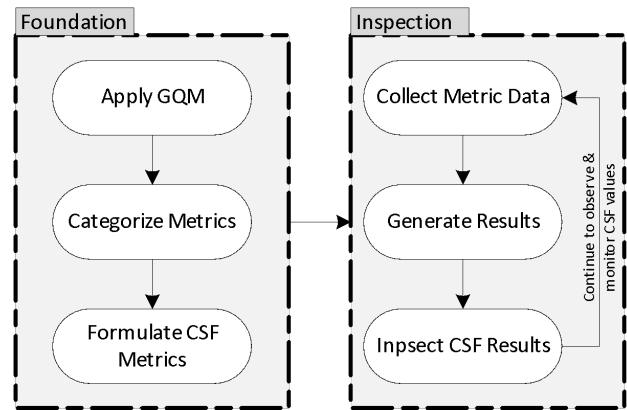 Foundation
Apply GQM
Categorize Metrics
Formulate CSF
Metrics
Inspection
Collect Metric Data
Generate Results
Inpsect CSF Results
Continue to observe &
monitor CSF values